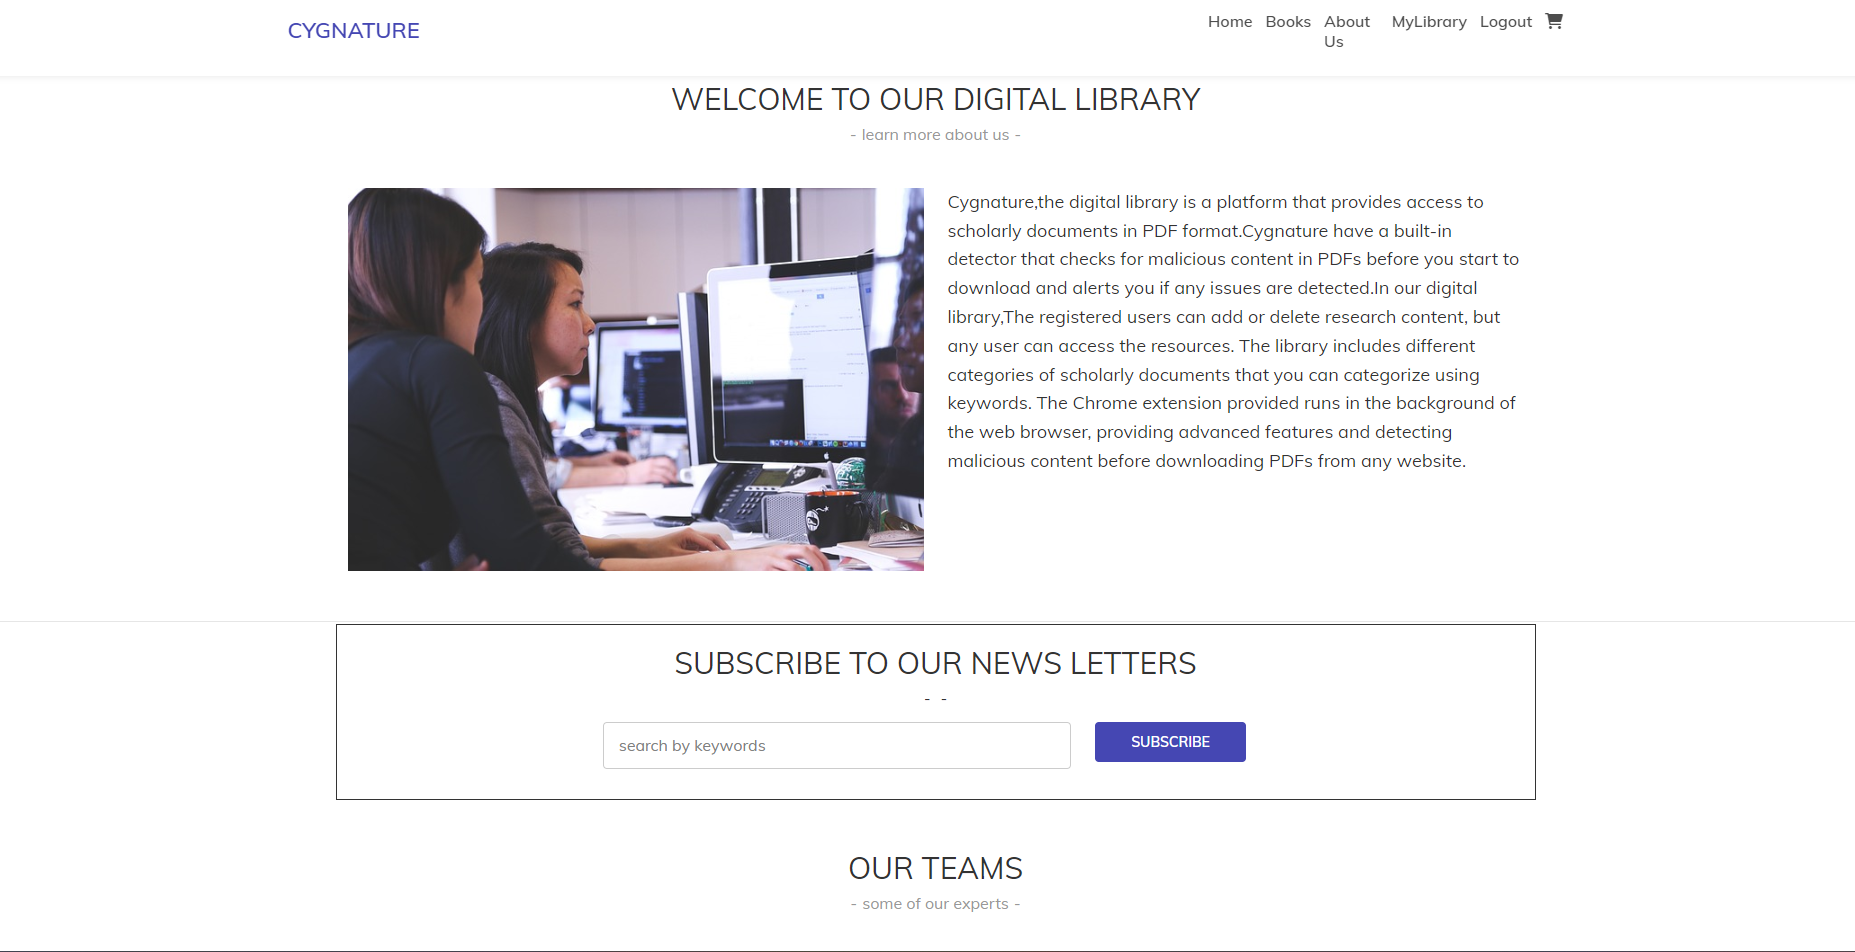 CYGNATURE
Home Books About Us MyLibrary Logout
WELCOME TO OUR DIGITAL LIBRARY
- learn more about us -
Cygnature,the digital library is a platform that provides access to
scholarly documents in PDF format.Cygnature have a built-in
detector that checks for malicious content in PDFs before you start to
download and alerts you if any issues are detected.In our digital
library,The registered users can add or delete research content, but
any user can access the resources. The library includes different
categories of scholarly documents that you can categorize using
keywords. The Chrome extension provided runs in the background of
the web browser, providing advanced features and detecting
malicious content before downloading PDFs from any website.
SUBSCRIBE TO OUR NEWS LETTERS
- -
search by keywords
SUBSCRIBE
OUR TEAMS
- some of our experts -